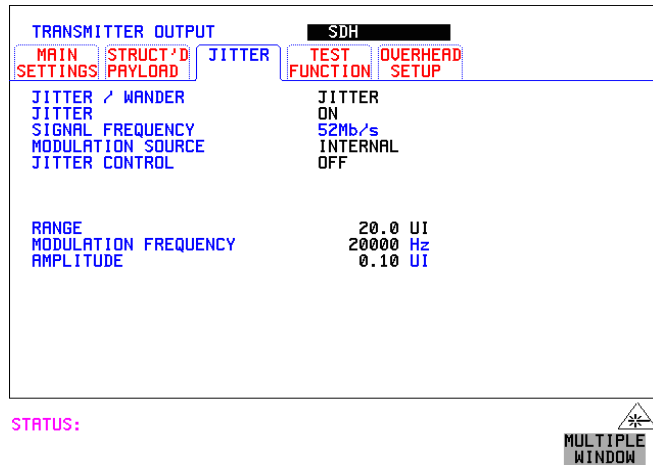 TRANSMITTER OUTPUT SDH
MAIN SETTINGS STRUCT'D PAYLOAD JITTER TEST FUNCTION OVERHEAD SETUP
JITTER / WANDER JITTER
JITTER ON
SIGNAL FREQUENCY 52Mb/s
MODULATION SOURCE INTERNAL
JITTER CONTROL OFF
RANGE 20.0 UI
MODULATION FREQUENCY 20000 Hz
AMPLITUDE 0.10 UI
STATUS:
MULTIPLE
WINDOW